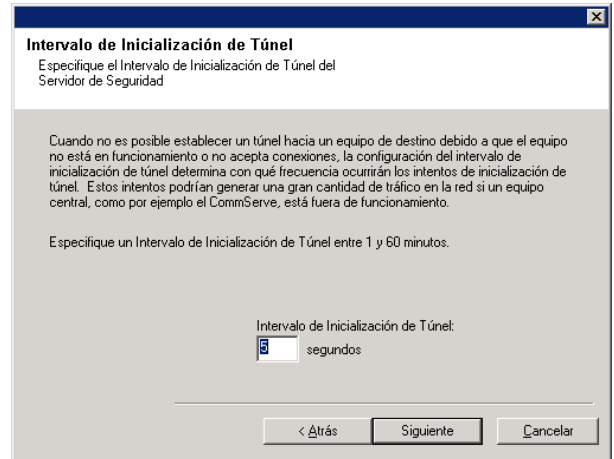 Intervalo de Inicialización de Túnel
Especifique el Intervalo de Inicialización de Túnel del
Servidor de Seguridad
Cuando no es posible establecer un túnel hacia un equipo de destino debido a que el equipo
no está en funcionamiento o no acepta conexiones, la configuración del intervalo de
inicialización de túnel determina con qué frecuencia ocurrirán los intentos de inicialización de
túnel.  Estos intentos podrían generar una gran cantidad de tráfico en la red si un equipo
central, como por ejemplo el CommServe, está fuera de funcionamiento.
Especifique un Intervalo de Inicialización de Túnel entre 1 y 60 minutos.
Intervalo de Inicialización de Túnel:
5 segundos
< Atrás Siguiente Cancelar